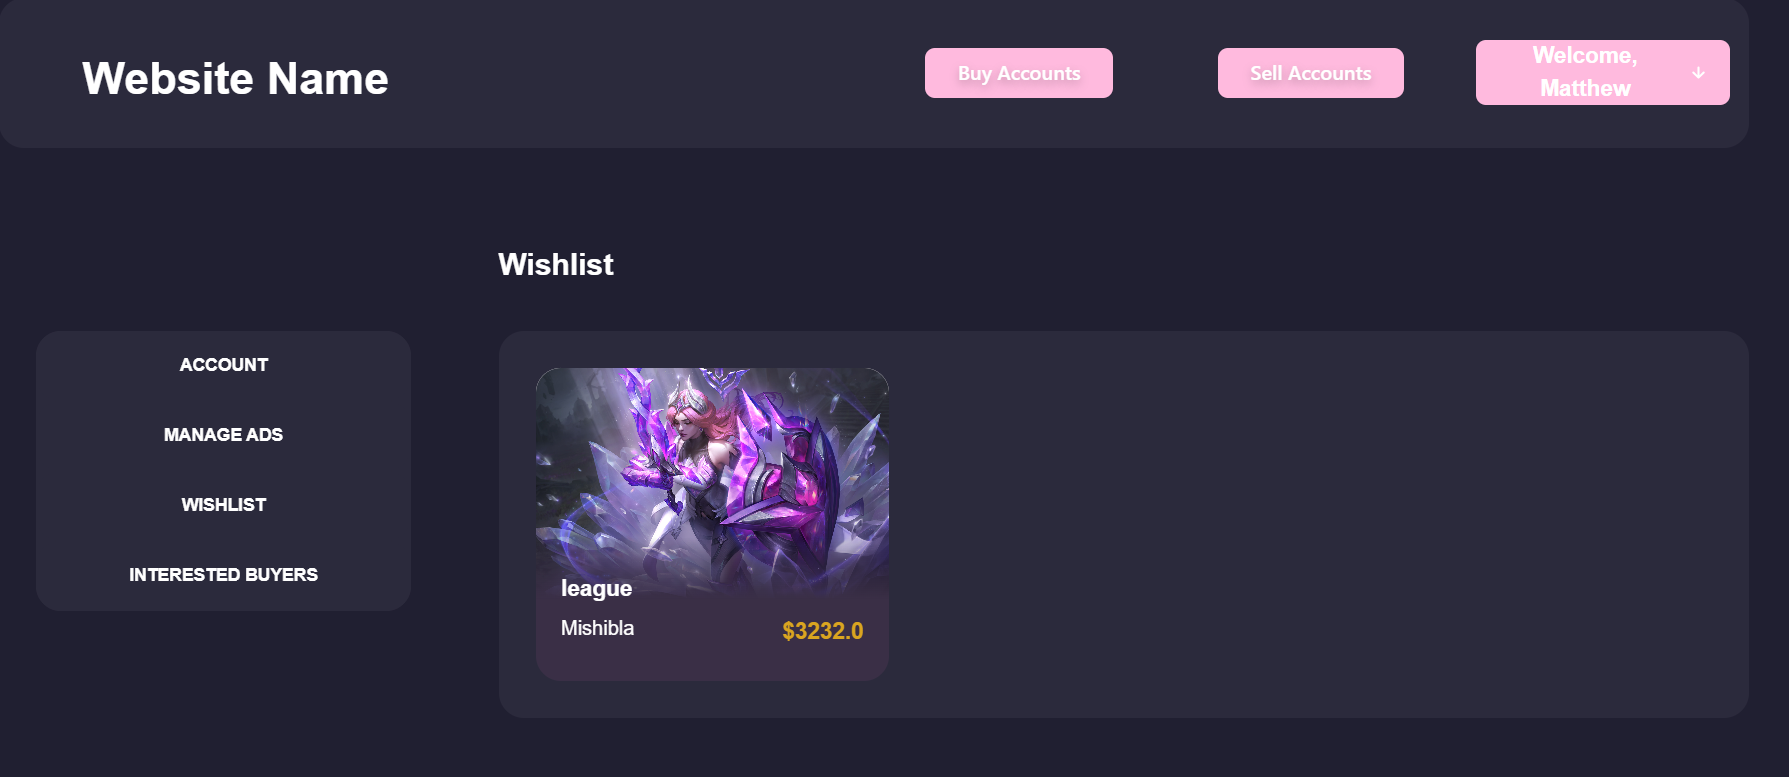 Website Name
Buy Accounts
Sell Accounts
Welcome,
Matthew
Wishlist
ACCOUNT
MANAGE ADS
WISHLIST
INTERESTED BUYERS
league
Mishibla
$3232.0